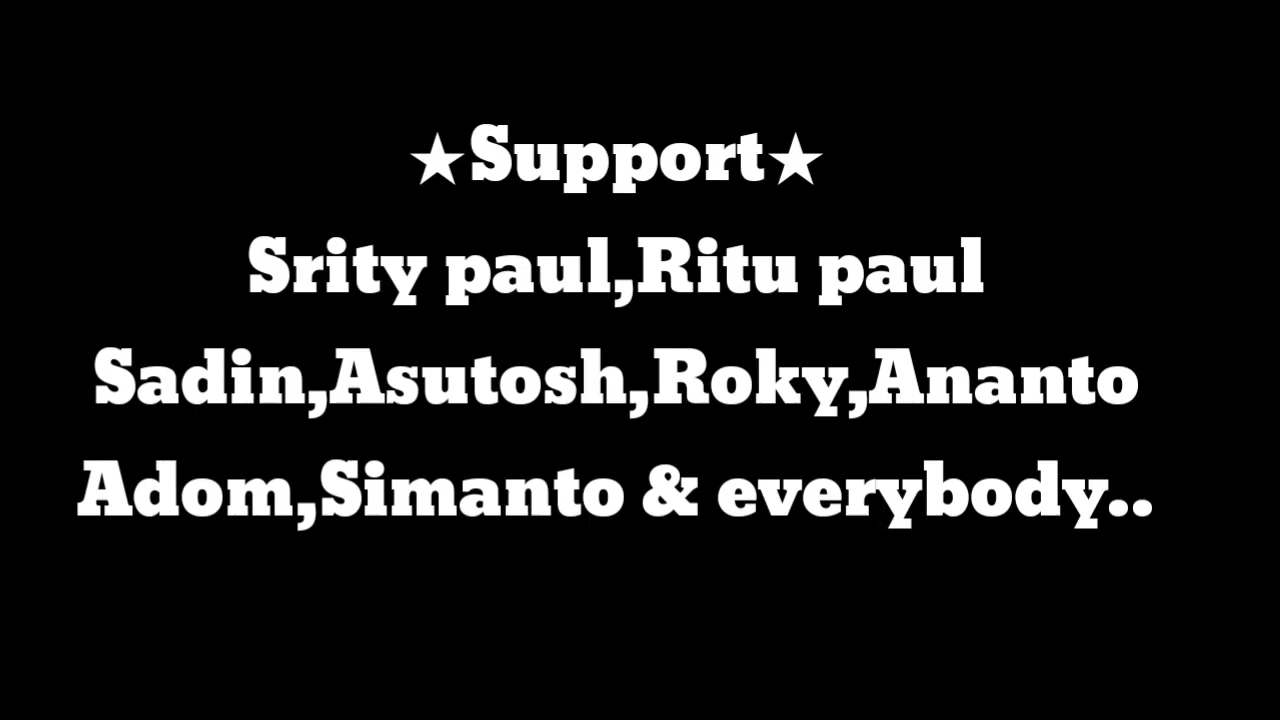 ★Support★
Srity paul,Ritu paul
Sadin,Asutosh,Roky,Ananto
Adom,Simanto & everybody..